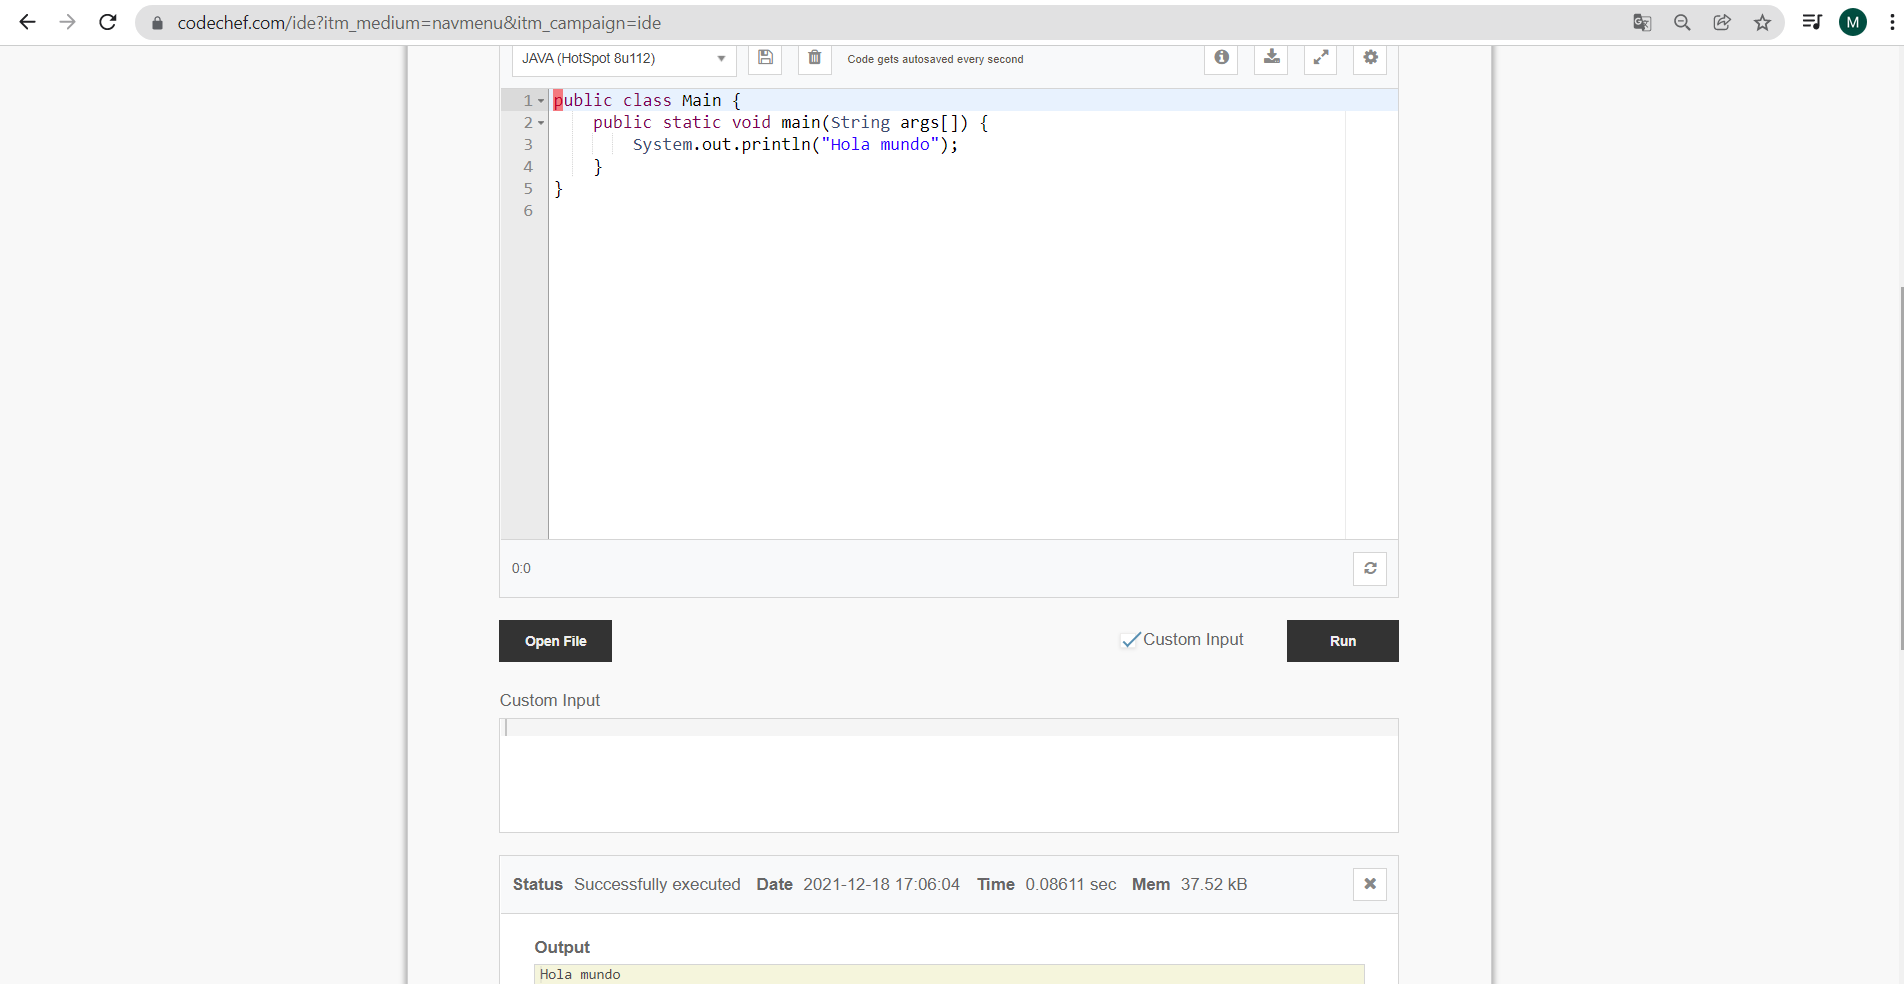 codechef.com/ide?itm_medium=navmenu&itm_campaign=ide
M
JAVA (HotSpot 8u112)
Code gets autosaved every second
1 public class Main {
2 public static void main(String args[]) {
3 System.out.println("Hola mundo");
4 }
5 }
6
0:0
Open File
Custom Input
Run
Custom Input
Status Successfully executed Date 2021-12-18 17:06:04 Time 0.08611 sec Mem 37.52 kB
Output
Hola mundo